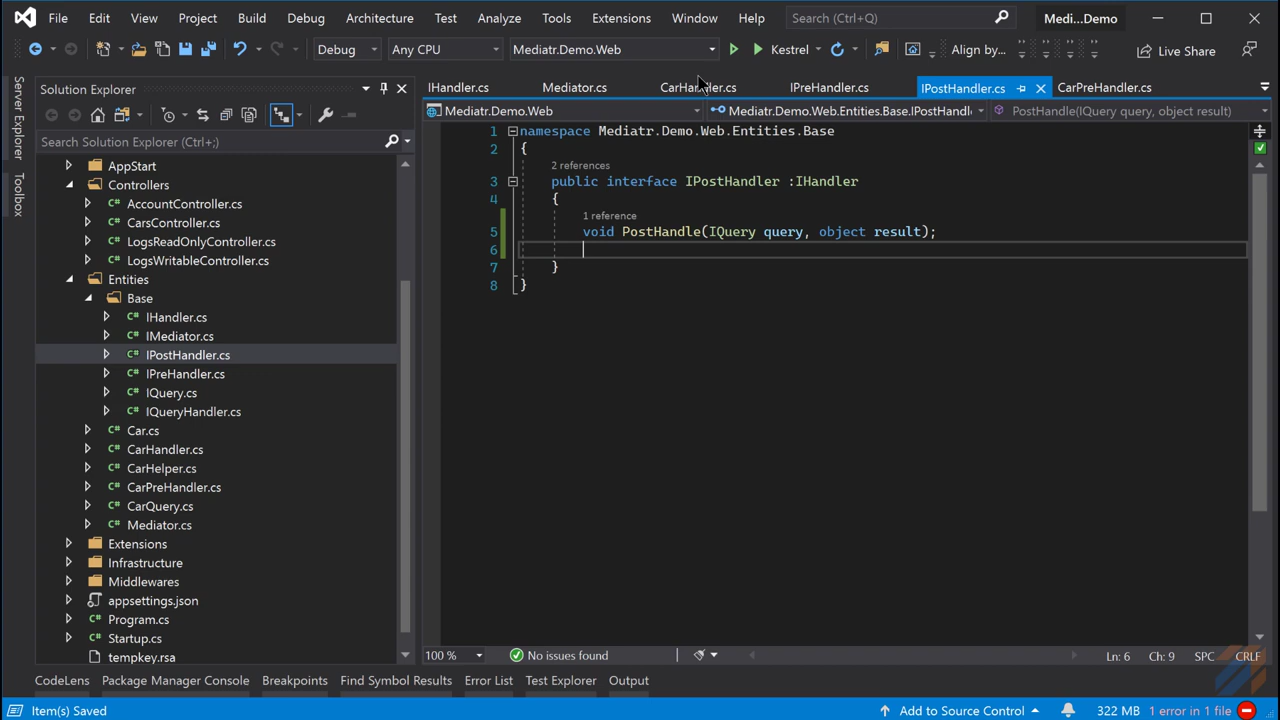 File Edit View Project Build Debug Architecture Test Analyze Tools Extensions Window Help Search (Ctrl+Q) Medi...Demo
Debug Any CPU Mediatr.Demo.Web Kestrel Align by... Live Share
Server Explorer
Toolbox
Solution Explorer
Search Solution Explorer (Ctrl+;)
AppStart
Controllers
C# AccountController.cs
C# CarsController.cs
C# LogsReadOnlyController.cs
C# LogsWritableController.cs
Entities
Base
C# IHandler.cs
C# IMediator.cs
C# IPostHandler.cs
C# IPreHandler.cs
C# IQuery.cs
C# IQueryHandler.cs
C# Car.cs
C# CarHandler.cs
C# CarHelper.cs
C# CarPreHandler.cs
C# CarQuery.cs
C# Mediator.cs
Extensions
Infrastructure
Middlewares
appsettings.json
C# Program.cs
C# Startup.cs
tempkey.rsa
IHandler.cs Mediator.cs CarHandler.cs IPreHandler.cs IPostHandler.cs CarPreHandler.cs
Mediatr.Demo.Web Mediatr.Demo.Web.Entities.Base.IPostHandl PostHandle(IQuery query, object result)
1 namespace Mediatr.Demo.Web.Entities.Base
2 {
2 references
3 public interface IPostHandler :IHandler
4 {
1 reference
5 void PostHandle(IQuery query, object result);
6
7 }
8 }
100 % No issues found Ln: 6 Ch: 9 SPC CRLF
CodeLens Package Manager Console Breakpoints Find Symbol Results Error List Test Explorer Output
Item(s) Saved Add to Source Control 322 MB 1 error in 1 file